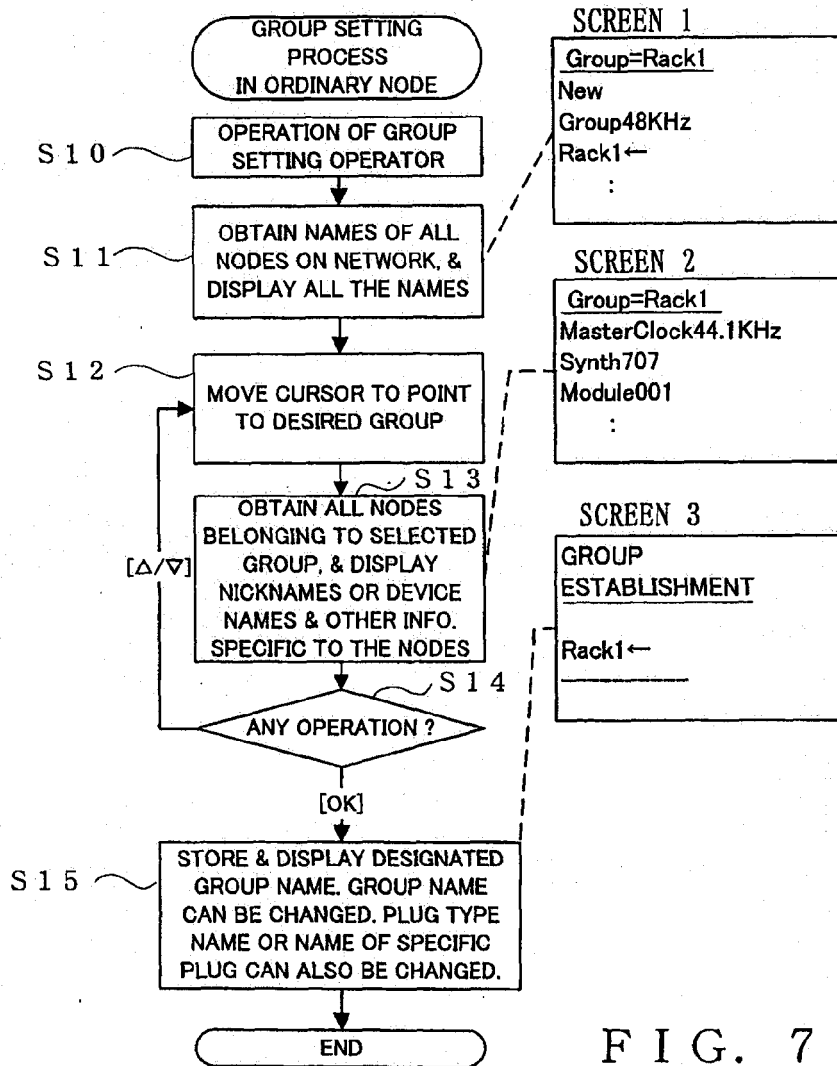 GROUP SETTING
PROCESS
IN ORDINARY NODE
S10
OPERATION OF GROUP
SETTING OPERATOR
S11
OBTAIN NAMES OF ALL
NODES ON NETWORK, &
DISPLAY ALL THE NAMES
S12
MOVE CURSOR TO POINT
TO DESIRED GROUP
S13
OBTAIN ALL NODES
BELONGING TO SELECTED
GROUP, & DISPLAY
NICKNAMES OR DEVICE
NAMES & OTHER INFO.
SPECIFIC TO THE NODES
[△/▽]
S14
ANY OPERATION ?
[OK]
S15
STORE & DISPLAY DESIGNATED
GROUP NAME. GROUP NAME
CAN BE CHANGED. PLUG TYPE
NAME OR NAME OF SPECIFIC
PLUG CAN ALSO BE CHANGED.
END
SCREEN 1
Group=Rack1
New
Group48KHz
Rack1←
:
SCREEN 2
Group=Rack1
MasterClock44.1KHz
Synth707
Module001
:
SCREEN 3
GROUP
ESTABLISHMENT
Rack1←
FIG. 7